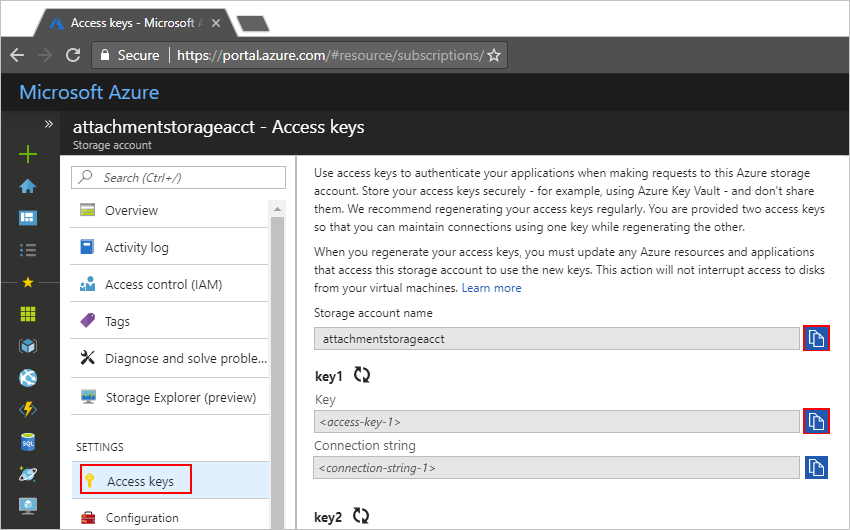 Access keys - Microsoft A
Secure
https://portal.azure.com/#resource/subscriptions/
Microsoft Azure
attachmentstorageacct - Access keys
Storage account
Search (Ctrl+/)
Overview
Activity log
Access control (IAM)
Tags
Diagnose and solve proble...
Storage Explorer (preview)
SETTINGS
Access keys
Configuration
Use access keys to authenticate your applications when making requests to this Azure storage
account. Store your access keys securely - for example, using Azure Key Vault - and don't share
them. We recommend regenerating your access keys regularly. You are provided two access keys
so that you can maintain connections using one key while regenerating the other.
When you regenerate your access keys, you must update any Azure resources and applications
that access this storage account to use the new keys. This action will not interrupt access to disks
from your virtual machines. Learn more
Storage account name
attachmentstorageacct
key1
Key
<access-key-1>
Connection string
<connection-string-1>
key2
SQL